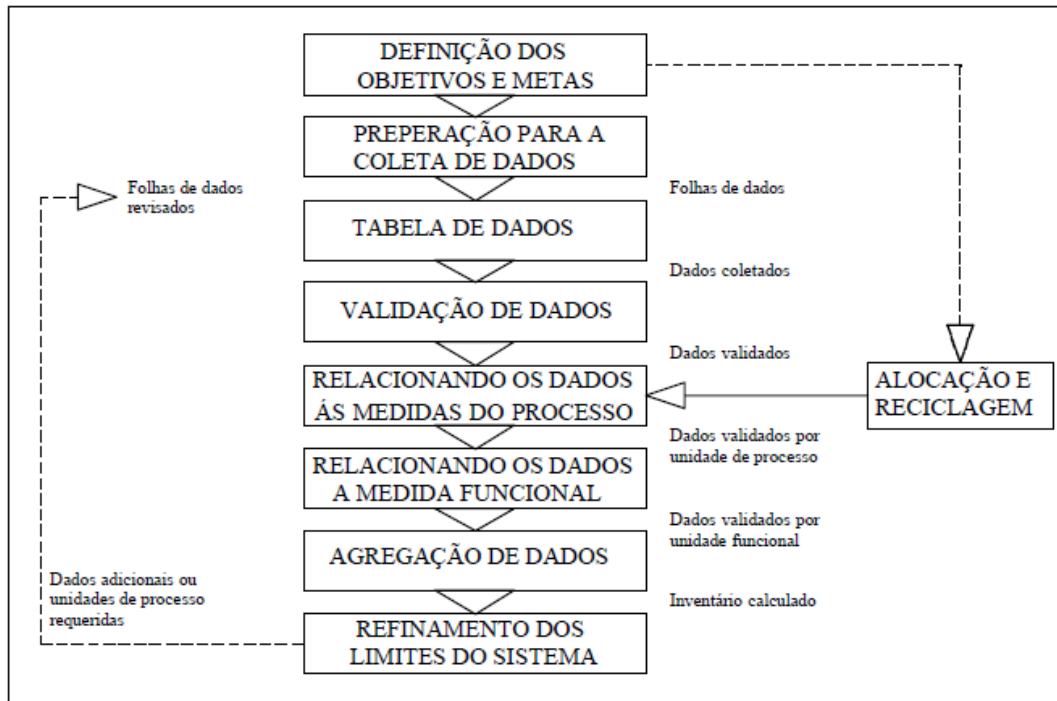 DEFINIÇÃO DOS
OBJETIVOS E METAS
PREPERAÇÃO PARA A
COLETA DE DADOS
Folhas de dados
revisados
Folhas de dados
TABELA DE DADOS
Dados coletados
VALIDAÇÃO DE DADOS
Dados validados
RELACIONANDO OS DADOS
ÁS MEDIDAS DO PROCESSO
ALOCAÇÃO E
RECICLAGEM
Dados validados por
unidade de processo
RELACIONANDO OS DADOS
A MEDIDA FUNCIONAL
Dados validados por
unidade funcional
AGREGAÇÃO DE DADOS
Dados adicionais ou
unidades de processo
requeridas
Inventário calculado
REFINAMENTO DOS
LIMITES DO SISTEMA